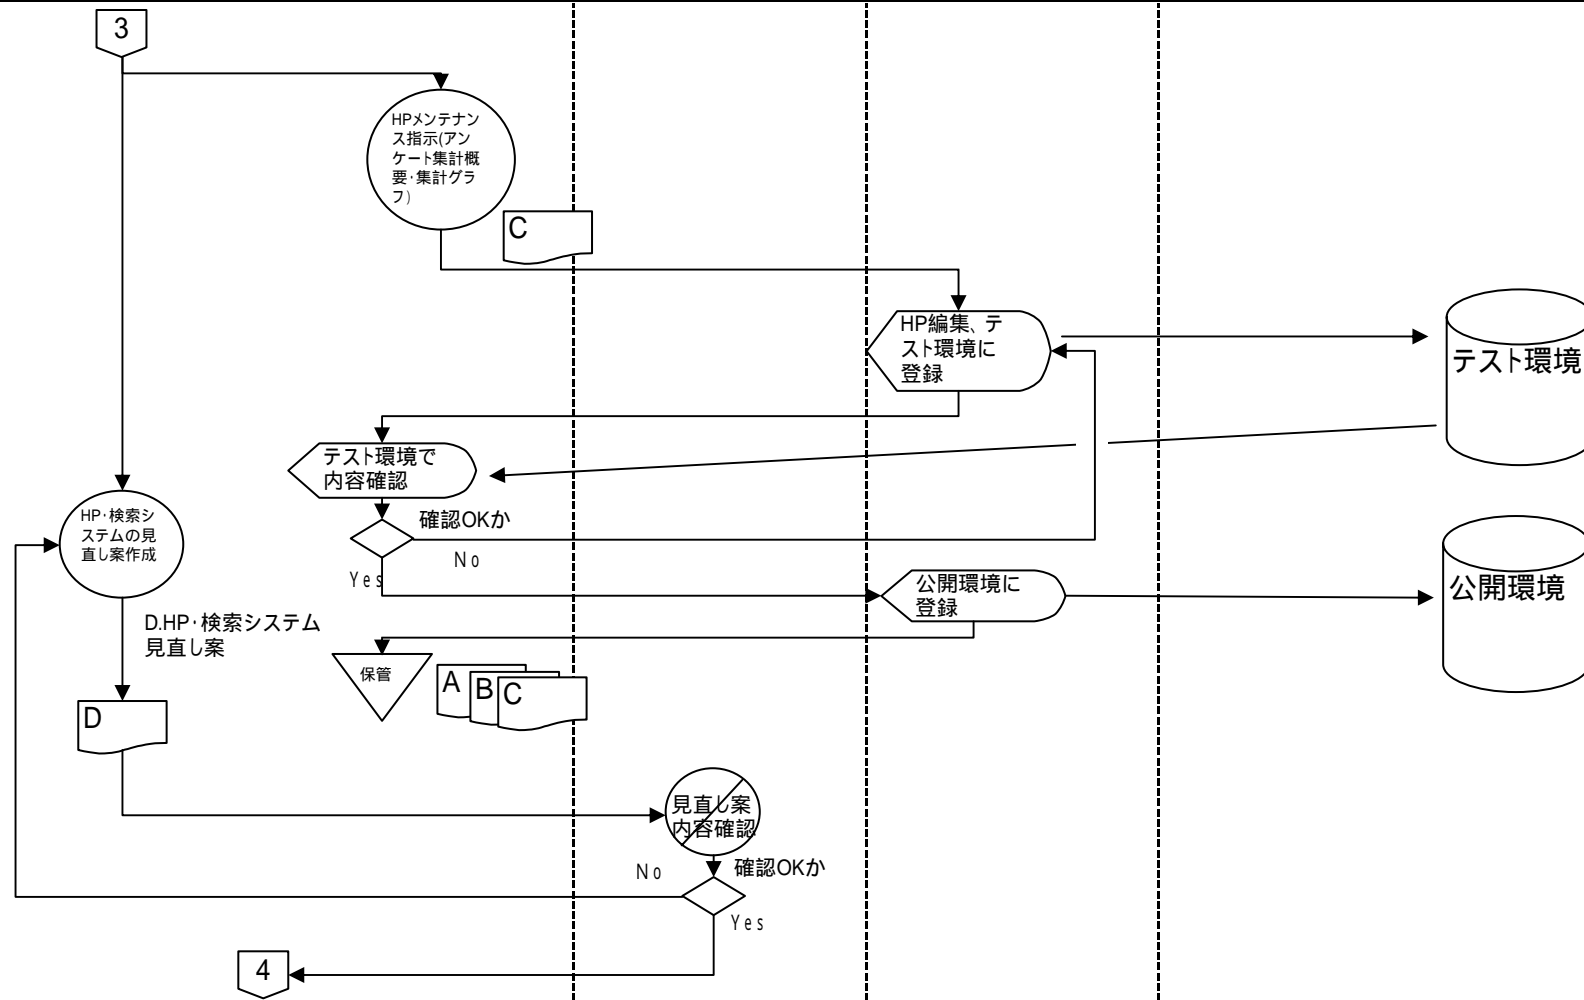 3
HPメンテナン
ス指示(アン
ケート集計概
要･集計グラ
フ)
C
HP編集、テ
スト環境に
登録
テスト環境
テスト環境で
内容確認
確認OKか
No
Yes
HP･検索シ
ステムの見
直し案作成
公開環境に
登録
公開環境
D.HP･検索システム
見直し案
保管
A
B
C
D
見直し案
内容確認
確認OKか
No
Yes
4